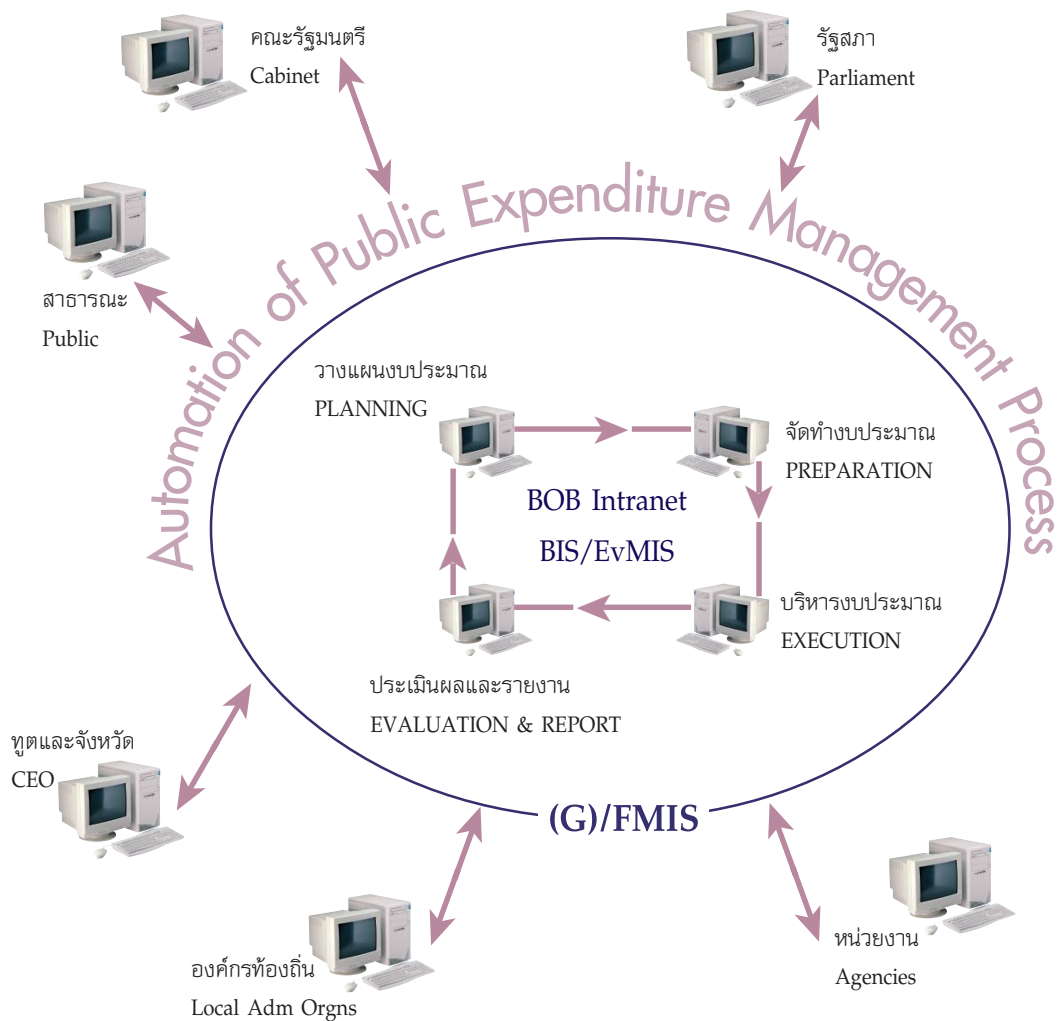 คณะรัฐมนตรี
Cabinet
รัฐสภา
Parliament
Automation of Public Expenditure Management Process
สาธารณะ
Public
วางแผนงบประมาณ
PLANNING
จัดทำงบประมาณ
PREPARATION
BOB Intranet
BIS/EvMIS
บริหารงบประมาณ
EXECUTION
ประเมินผลและรายงาน
EVALUATION & REPORT
ทูตและจังหวัด
CEO
(G)/FMIS
องค์กรท้องถิ่น
Local Adm Orgns
หน่วยงาน
Agencies